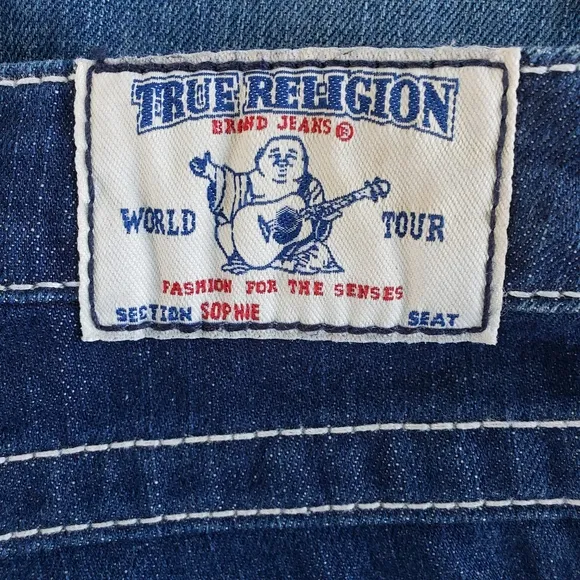 TRUE RELIGION
BRAND JEANS ®
WORLD TOUR
FASHION FOR THE SENSES
SECTION SOPHIE SEAT